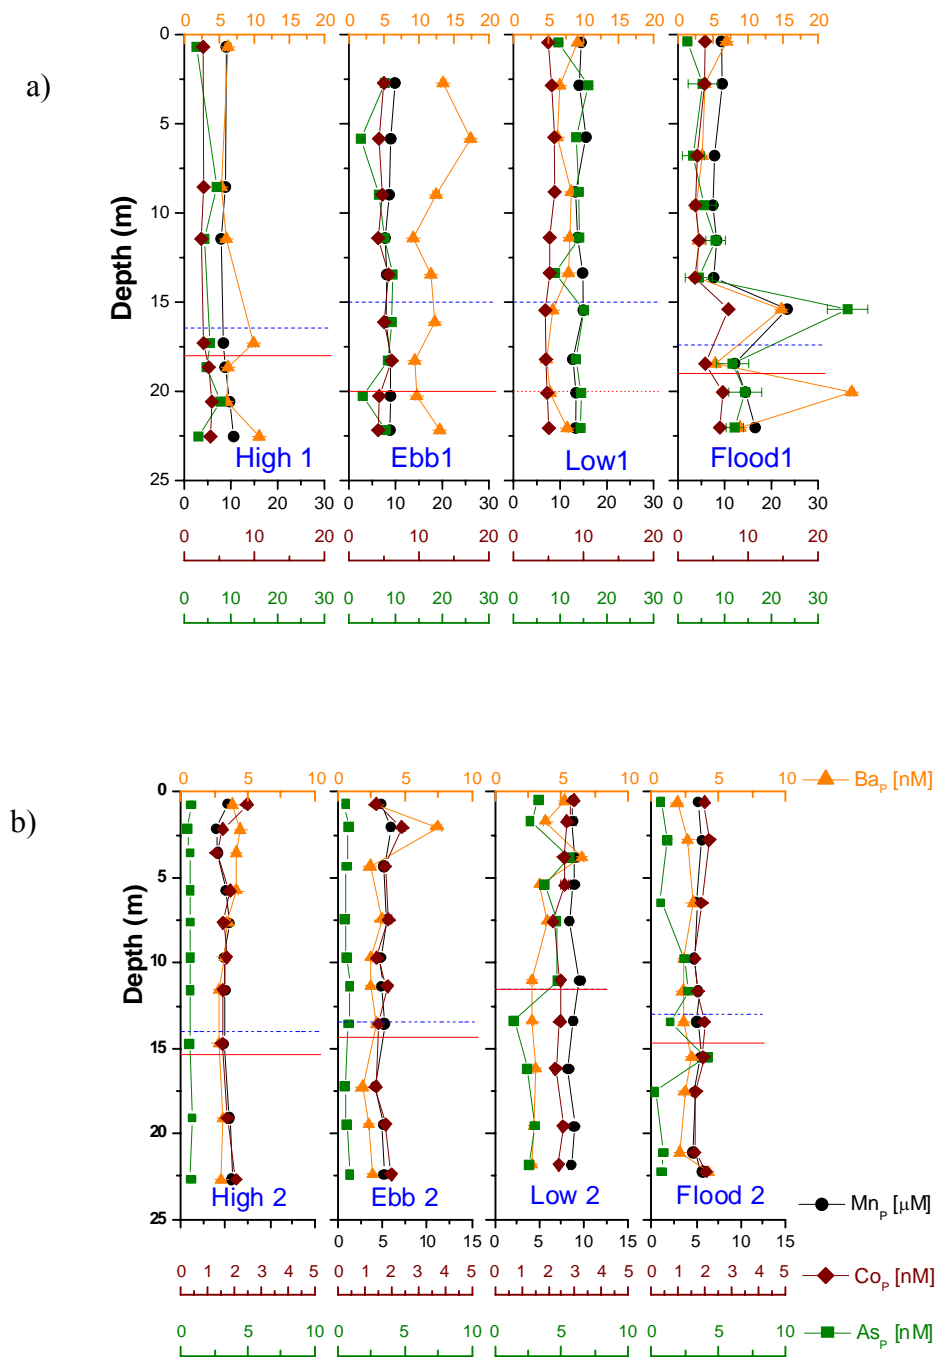 a)
0 5 10 15 20 0 5 10 15 20 0 5 10 15 20 0 5 10 15 20
Depth (m)
0
5
10
15
20
25
High 1 Ebb1 Low1 Flood1
0 10 20 30 0 10 20 30 0 10 20 30 0 10 20 30
0 5 10 15 20 0 5 10 15 20 0 5 10 15 20 0 5 10 15 20
0 10 20 30 0 10 20 30 0 10 20 30 0 10 20 30
b)
0 5 10 0 5 10 0 5 10 0 5 10
Ba_P [nM]
Depth (m)
0
5
10
15
20
25
High 2 Ebb 2 Low 2 Flood 2
Mn_P [µM]
0 5 10 15 0 5 10 15 0 5 10 15
0 1 2 3 4 5 0 1 2 3 4 5 0 1 2 3 4 5 0 1 2 3 4 5
Co_P [nM]
0 5 10 0 5 10 0 5 10 0 5 10
As_P [nM]